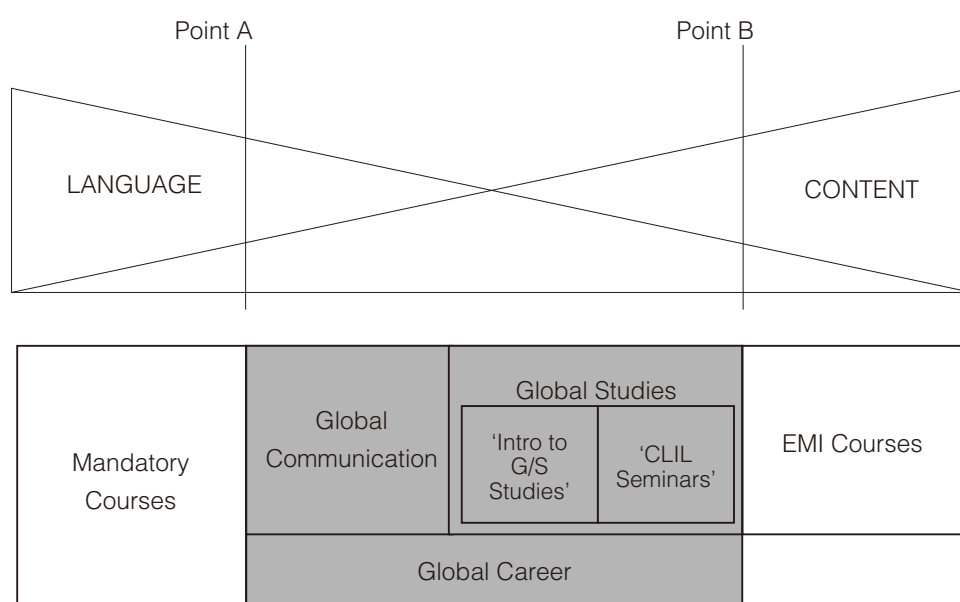 Point A
Point B
LANGUAGE
CONTENT
Mandatory
Courses
Global
Communication
Global Studies
‘Intro to
G/S
Studies’
‘CLIL
Seminars’
EMI Courses
Global Career